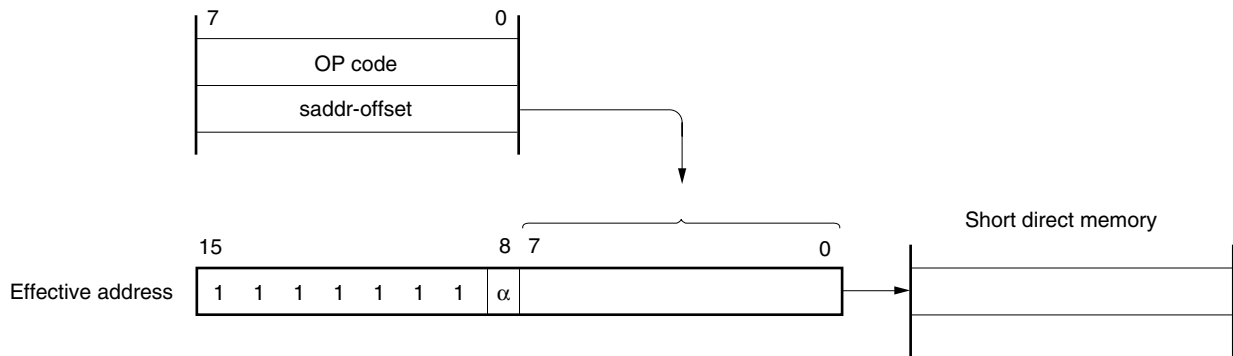 7 0
OP code
saddr-offset
Short direct memory
15 8 7 0
Effective address 1 1 1 1 1 1 1 α